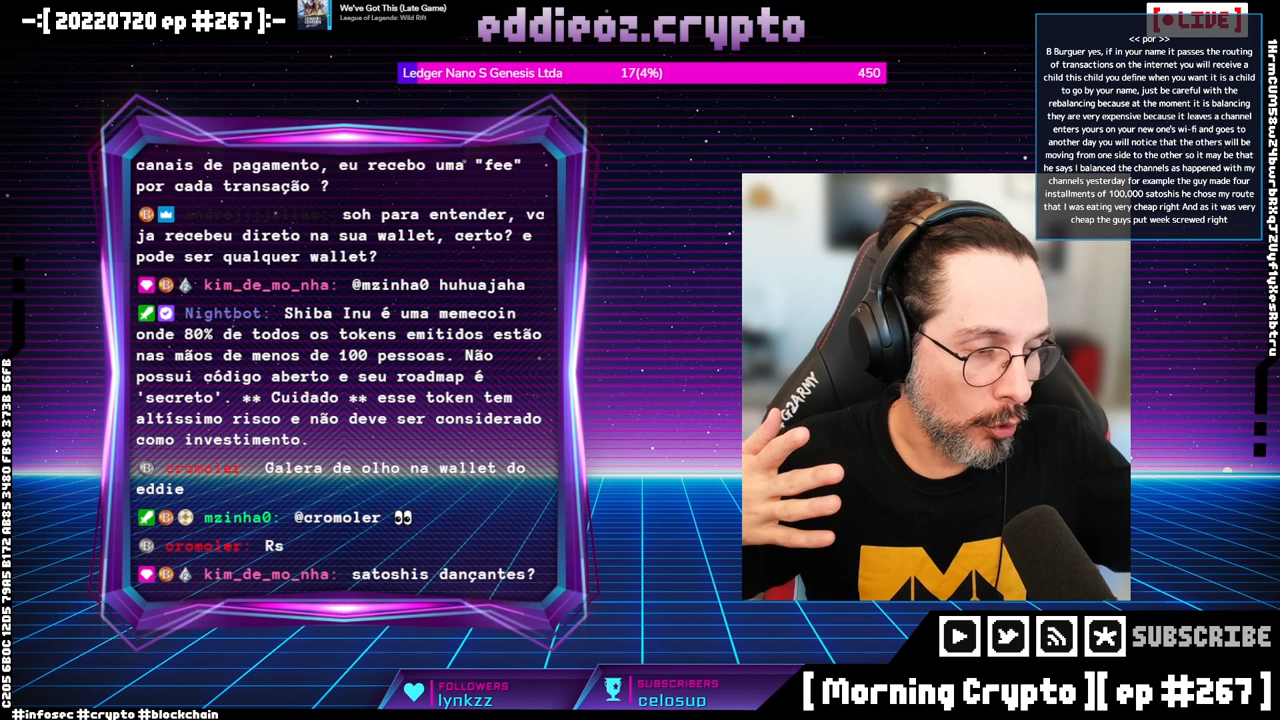 -:[ 20220720 ep #267 ]:-
We've Got This (Late Game)
League of Legends: Wild Rift
eddieoz.crypto
Ledger Nano S Genesis Ltda 17(4%) 450
[ • LIVE ]
<< por >>
B Burguer yes, if in your name it passes the routing
of transactions on the internet you will receive a
child this child you define when you want it is a child
to go by your name, just be careful with the
rebalancing because at the moment it is balancing
they are very expensive because it leaves a channel
enters yours on your new one's wi-fi and goes to
another day you will notice that the others will be
moving from one side to the other so it may be that
he says I balanced the channels as happened with my
channels yesterday for example the guy made four
installments of 100,000 satoshis he chose my route
that I was eating very cheap right And as it was very
cheap the guys put week screwed right
canais de pagamento, eu recebo uma "fee"
por cada transação ?
soh para entender, vc
ja recebeu direto na sua wallet, certo? e
pode ser qualquer wallet?
kim_de_mo_nha: @mzinha0 huhuajaha
Nightbot: Shiba Inu é uma memecoin
onde 80% de todos os tokens emitidos estão
nas mãos de menos de 100 pessoas. Não
possui código aberto e seu roadmap é
'secreto'. ** Cuidado ** esse token tem
altíssimo risco e não deve ser considerado
como investimento.
cromoler: Galera de olho na wallet do
eddie
mzinha0: @cromoler 👀
cromoler: Rs
kim_de_mo_nha: satoshis dançantes?
SUBSCRIBE
FOLLOWERS
lynkzz
SUBSCRIBERS
celosup
[ Morning Crypto ][ ep #267 ]
#infosec #crypto #blockchain
C205 6B0C 12D5 79A5 B172 AB35 3480 FB98 373B 56FB